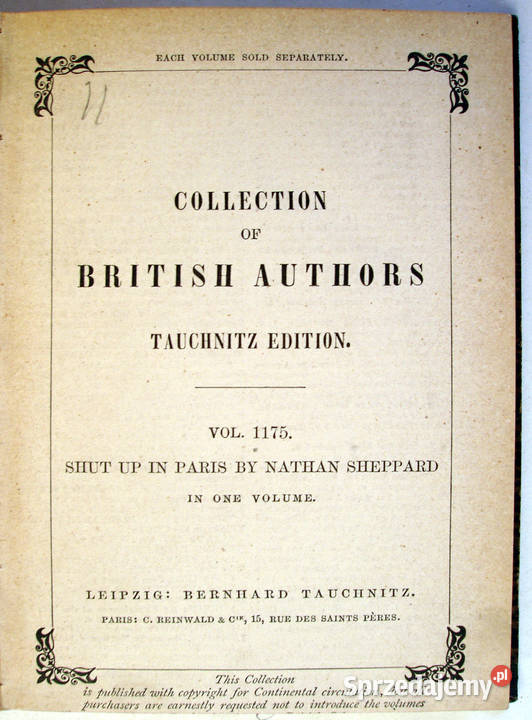 EACH VOLUME SOLD SEPARATELY.
11
COLLECTION
OF
BRITISH AUTHORS
TAUCHNITZ EDITION.
VOL. 1175.
SHUT UP IN PARIS BY NATHAN SHEPPARD
IN ONE VOLUME.
LEIPZIG: BERNHARD TAUCHNITZ.
PARIS: C. REINWALD & CIE, 15, RUE DES SAINTS PÈRES.
This Collection
is published with copyright for Continental
purchasers are earnestly requested not to introduce the volumes
Sprzedajemy.pl